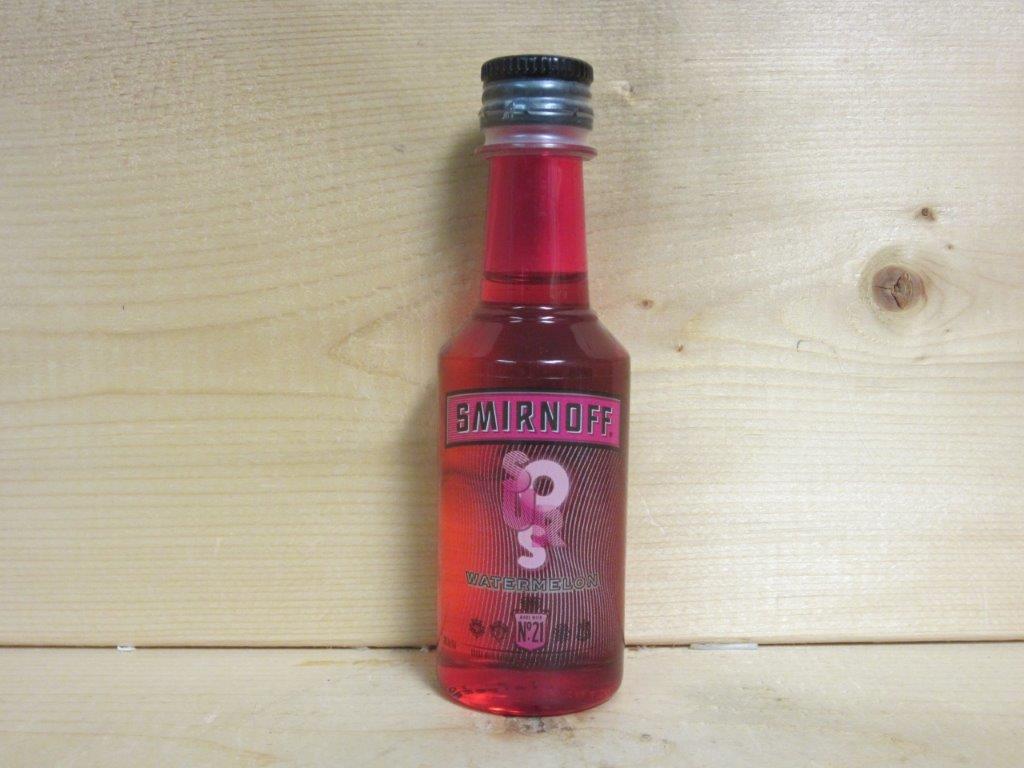 SMIRNOFF
SOURS
WATERMELON
Nº21